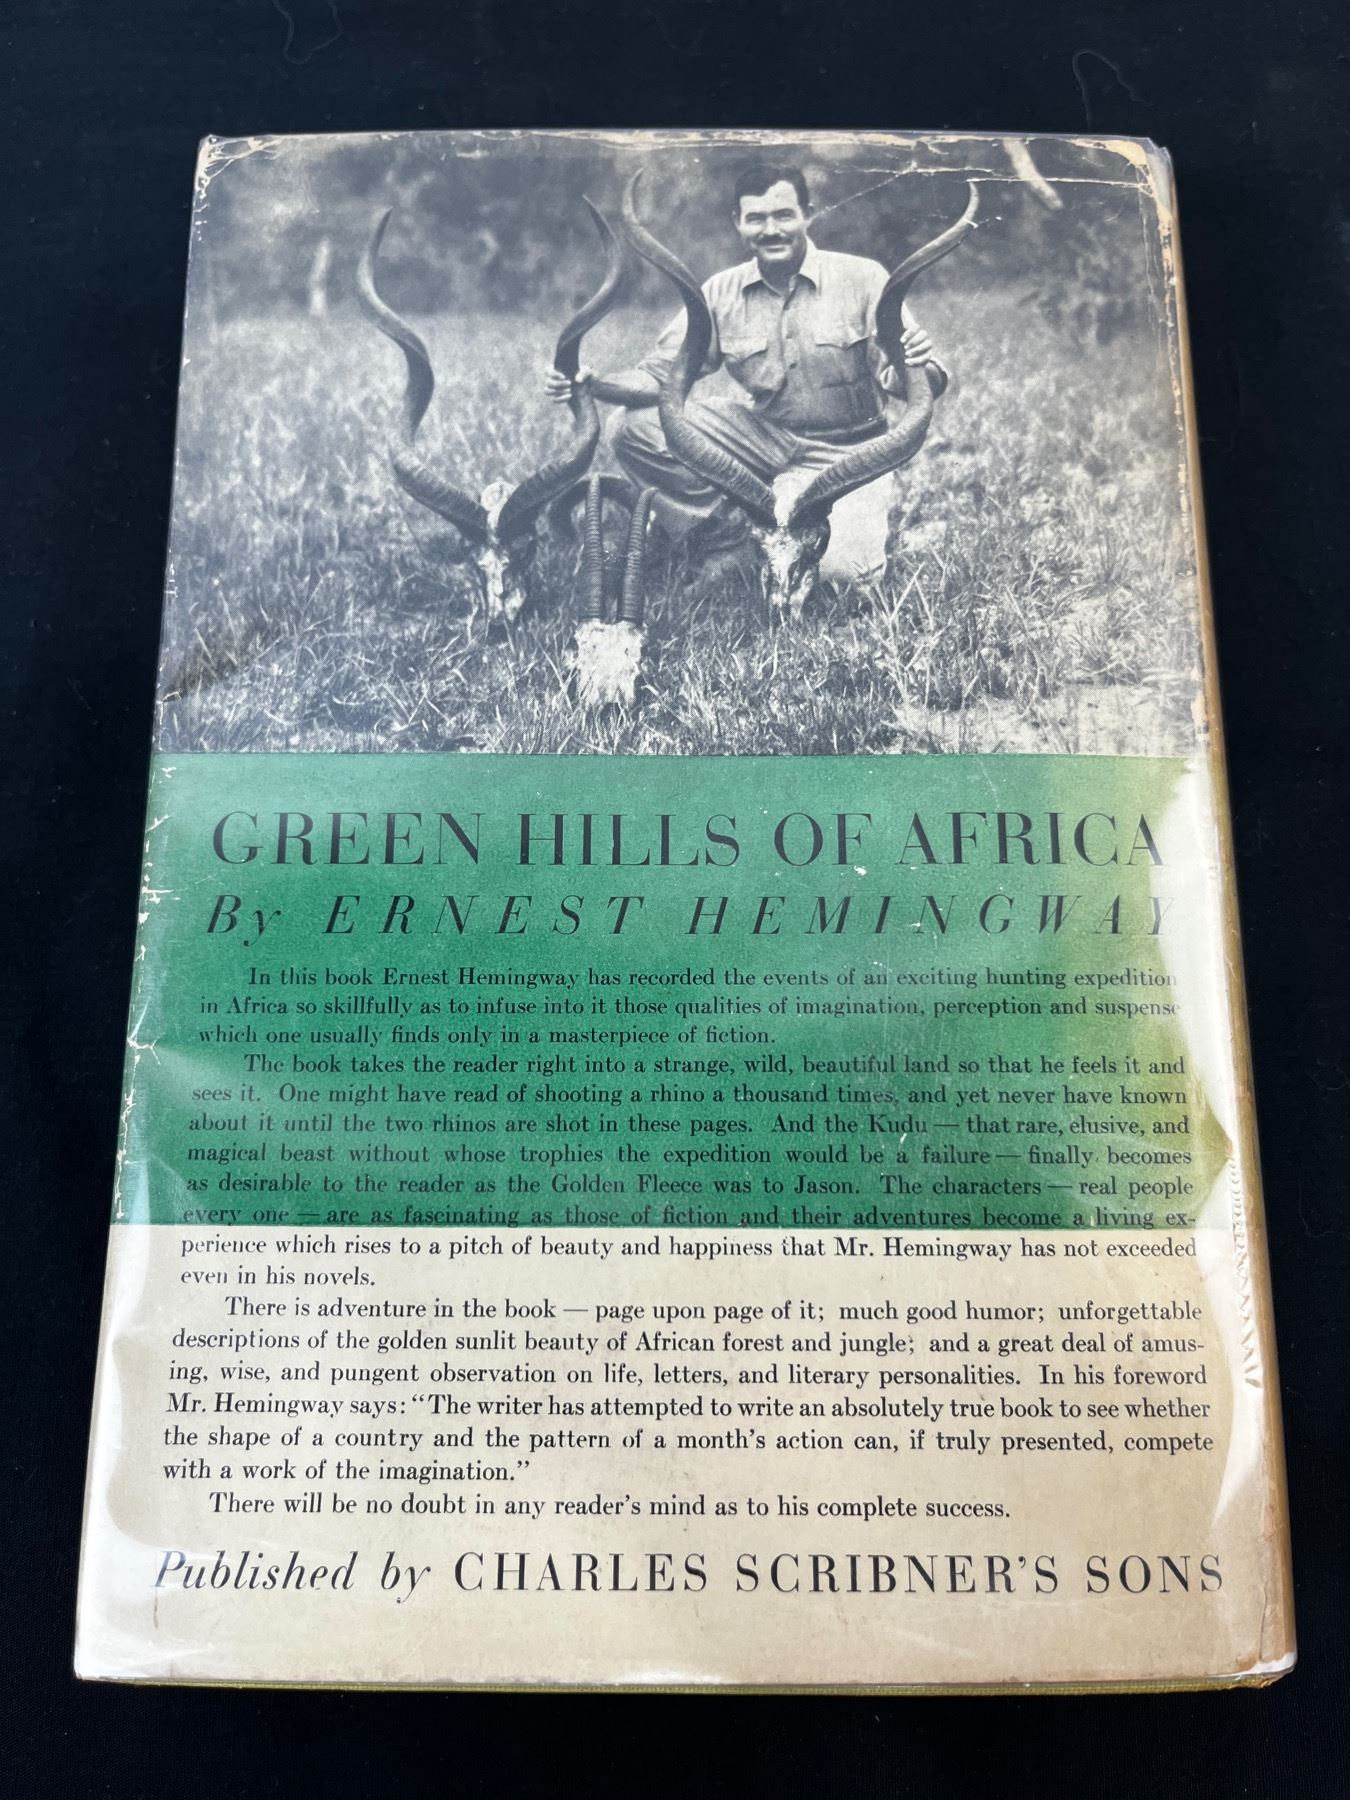 GREEN HILLS OF AFRICA
By ERNEST HEMINGWAY
In this book Ernest Hemingway has recorded the events of an exciting hunting expedition
in Africa so skillfully as to infuse into it those qualities of imagination, perception and suspense
which one usually finds only in a masterpiece of fiction.
The book takes the reader right into a strange, wild, beautiful land so that he feels it and
sees it. One might have read of shooting a rhino a thousand times, and yet never have known
about it until the two rhinos are shot in these pages. And the Kudu — that rare, elusive, and
magical beast without whose trophies the expedition would be a failure — finally becomes
as desirable to the reader as the Golden Fleece was to Jason. The characters — real people
every one — are as fascinating as those of fiction and their adventures become a living ex-
perience which rises to a pitch of beauty and happiness that Mr. Hemingway has not exceeded
even in his novels.
There is adventure in the book — page upon page of it; much good humor; unforgettable
descriptions of the golden sunlit beauty of African forest and jungle; and a great deal of amus-
ing, wise, and pungent observation on life, letters, and literary personalities. In his foreword
Mr. Hemingway says: “The writer has attempted to write an absolutely true book to see whether
the shape of a country and the pattern of a month's action can, if truly presented, compete
with a work of the imagination.”
There will be no doubt in any reader's mind as to his complete success.
Published by CHARLES SCRIBNER'S SONS